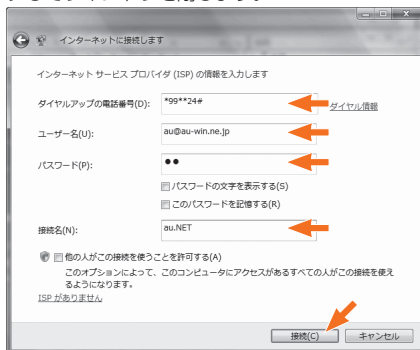 インターネットに接続します
インターネット サービス プロバイダ (ISP) の情報を入力します
ダイヤルアップの電話番号(D): *99**24# ダイヤル情報
ユーザー名(U): au@au-win.ne.jp
パスワード(P): ●●
パスワードの文字を表示する(S)
このパスワードを記憶する(R)
接続名(N): au.NET
他の人がこの接続を使うことを許可する(A)
このオプションによって、このコンピュータにアクセスがあるすべての人がこの接続を使え
るようになります。
ISP がありません
接続(C) キャンセル